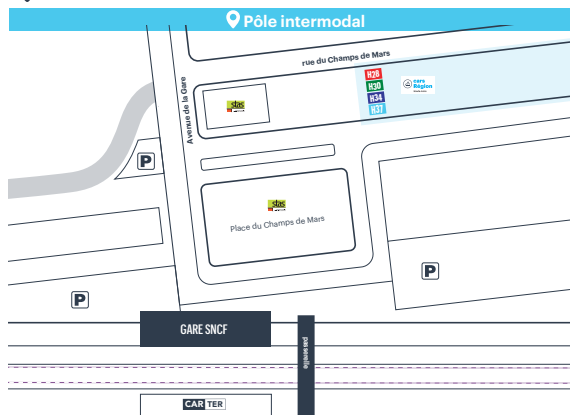 Pôle intermodal
rue du Champs de Mars
Avenue de la Gare
H28
H30
H34
H37
cars
Région
stas
stas
Place du Champs de Mars
P
P
P
GARE SNCF
passerelle
CAR TER